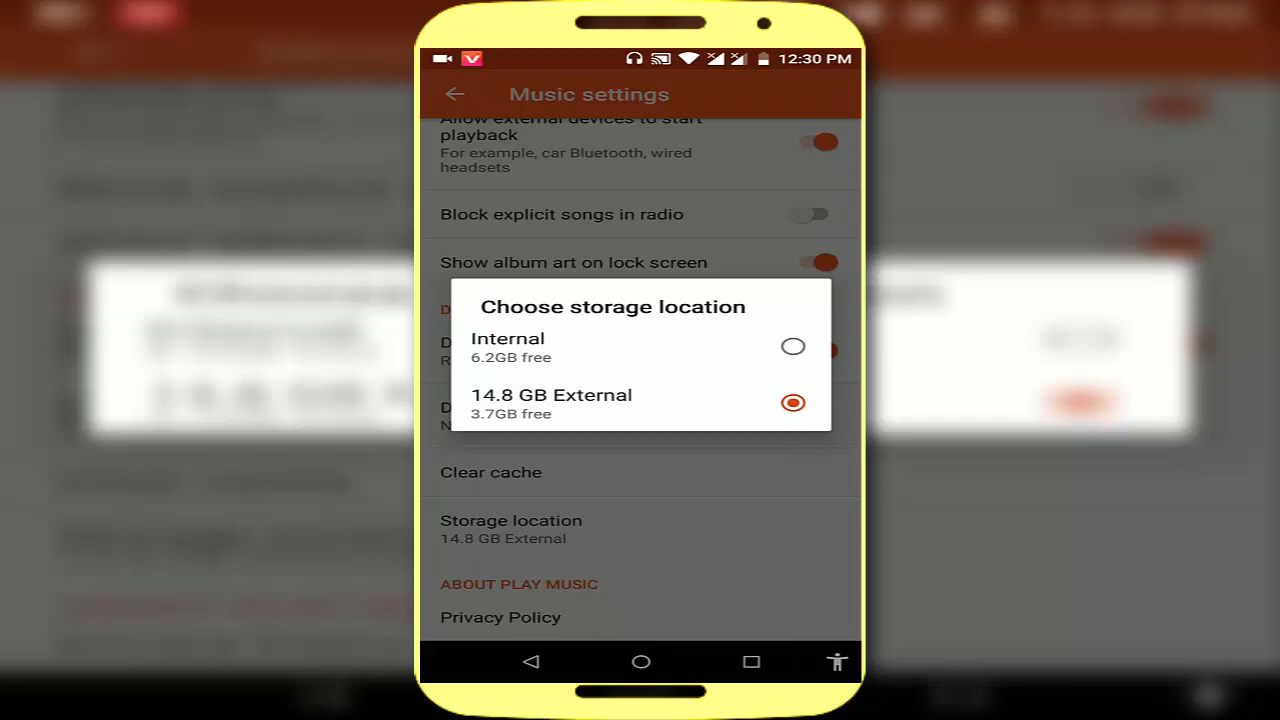 12:30 PM
Music settings
Allow external devices to start
playback
For example, car Bluetooth, wired
headsets
Block explicit songs in radio
Show album art on lock screen
D
Choose storage location
Internal
6.2GB free
D
R
14.8 GB External
3.7GB free
D
N
Clear cache
Storage location
14.8 GB External
ABOUT PLAY MUSIC
Privacy Policy